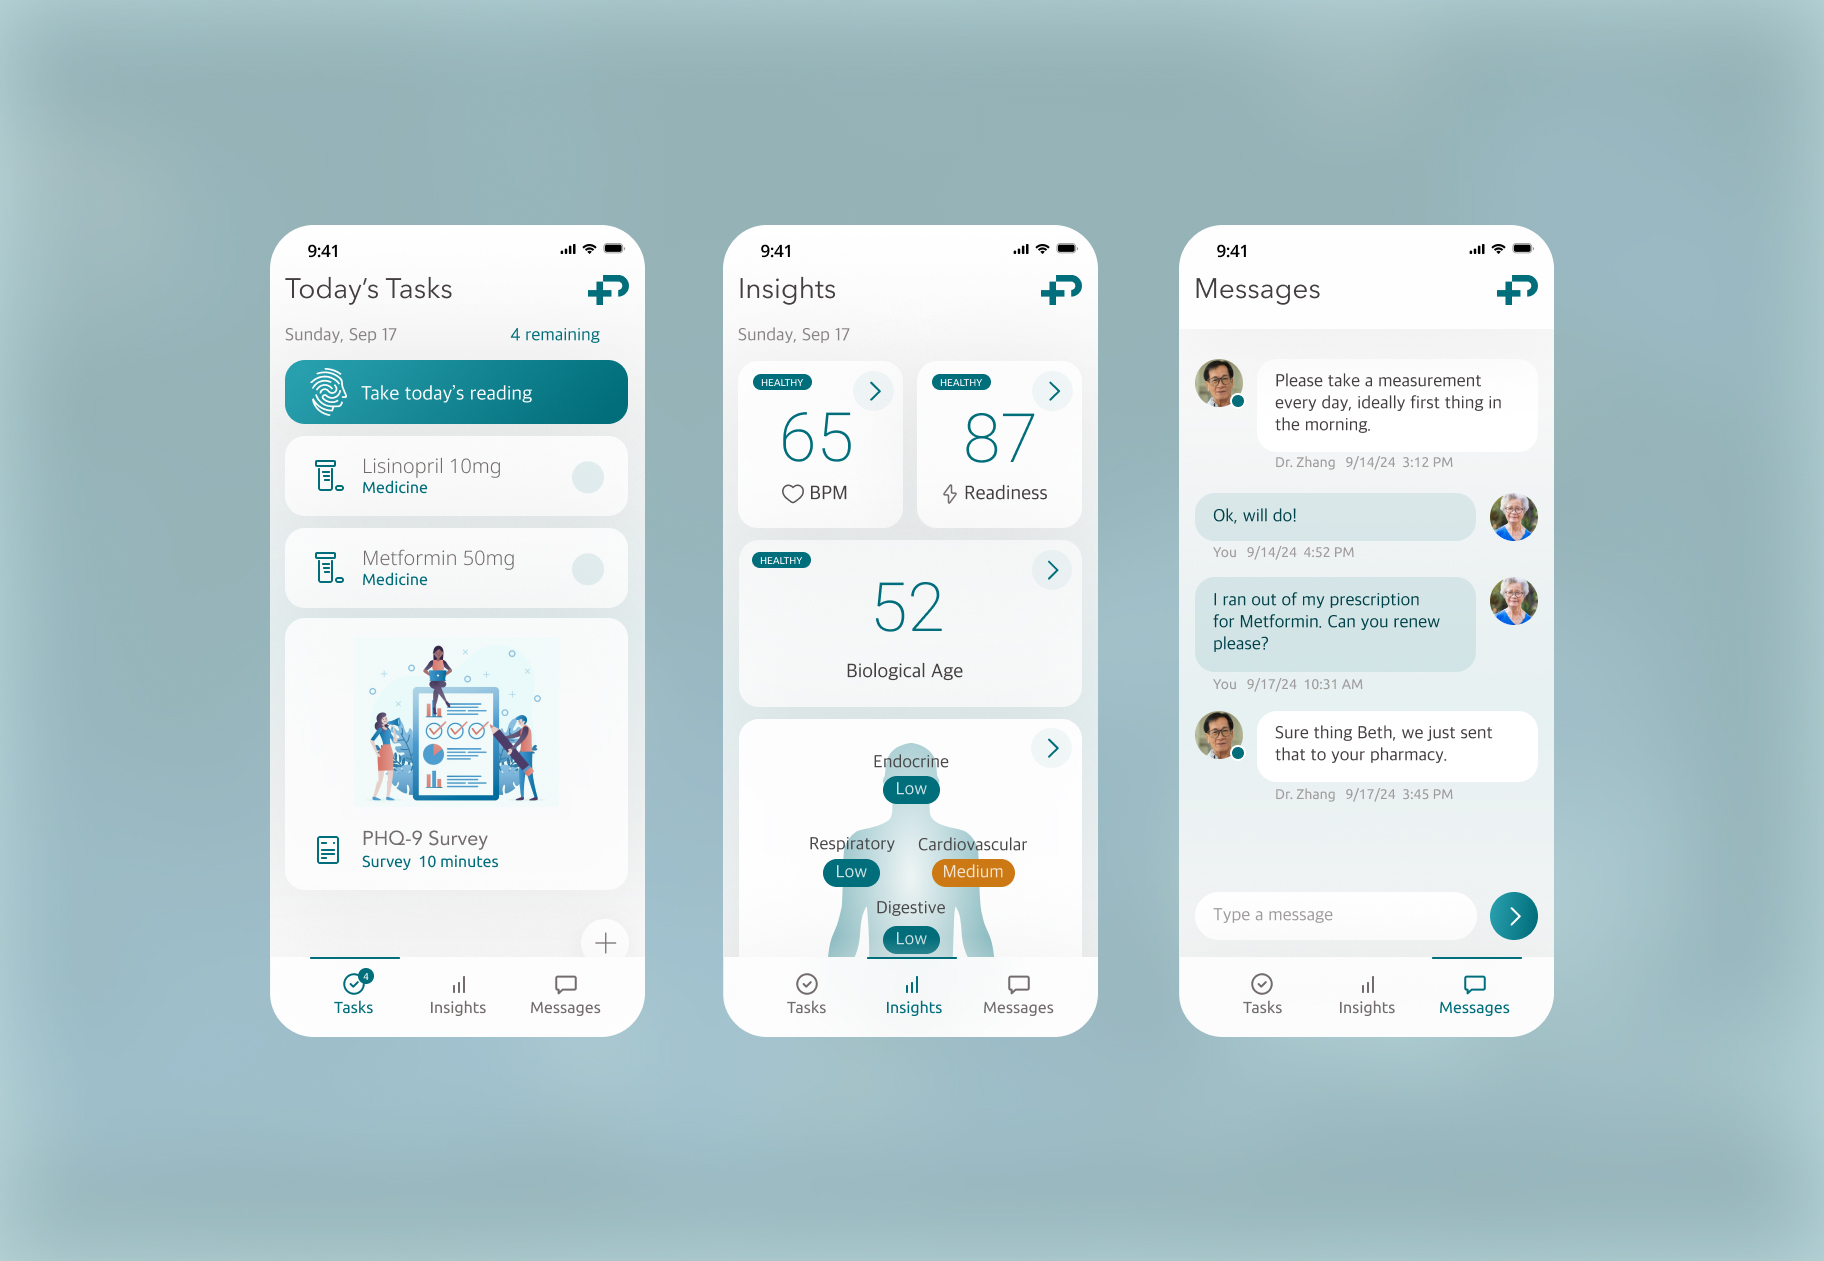 9:41
Today's Tasks
Sunday, Sep 17 4 remaining
Take today's reading
Lisinopril 10mg
Medicine
Metformin 50mg
Medicine
PHQ-9 Survey
Survey 10 minutes
4
Tasks Insights Messages
9:41
Insights
Sunday, Sep 17
HEALTHY
65
BPM
HEALTHY
87
Readiness
HEALTHY
52
Biological Age
Endocrine
Low
Respiratory
Low
Cardiovascular
Medium
Digestive
Low
Tasks Insights Messages
9:41
Messages
Please take a measurement
every day, ideally first thing in
the morning.
Dr. Zhang 9/14/24 3:12 PM
Ok, will do!
You 9/14/24 4:52 PM
I ran out of my prescription
for Metformin. Can you renew
please?
You 9/17/24 10:31 AM
Sure thing Beth, we just sent
that to your pharmacy.
Dr. Zhang 9/17/24 3:45 PM
Type a message
Tasks Insights Messages